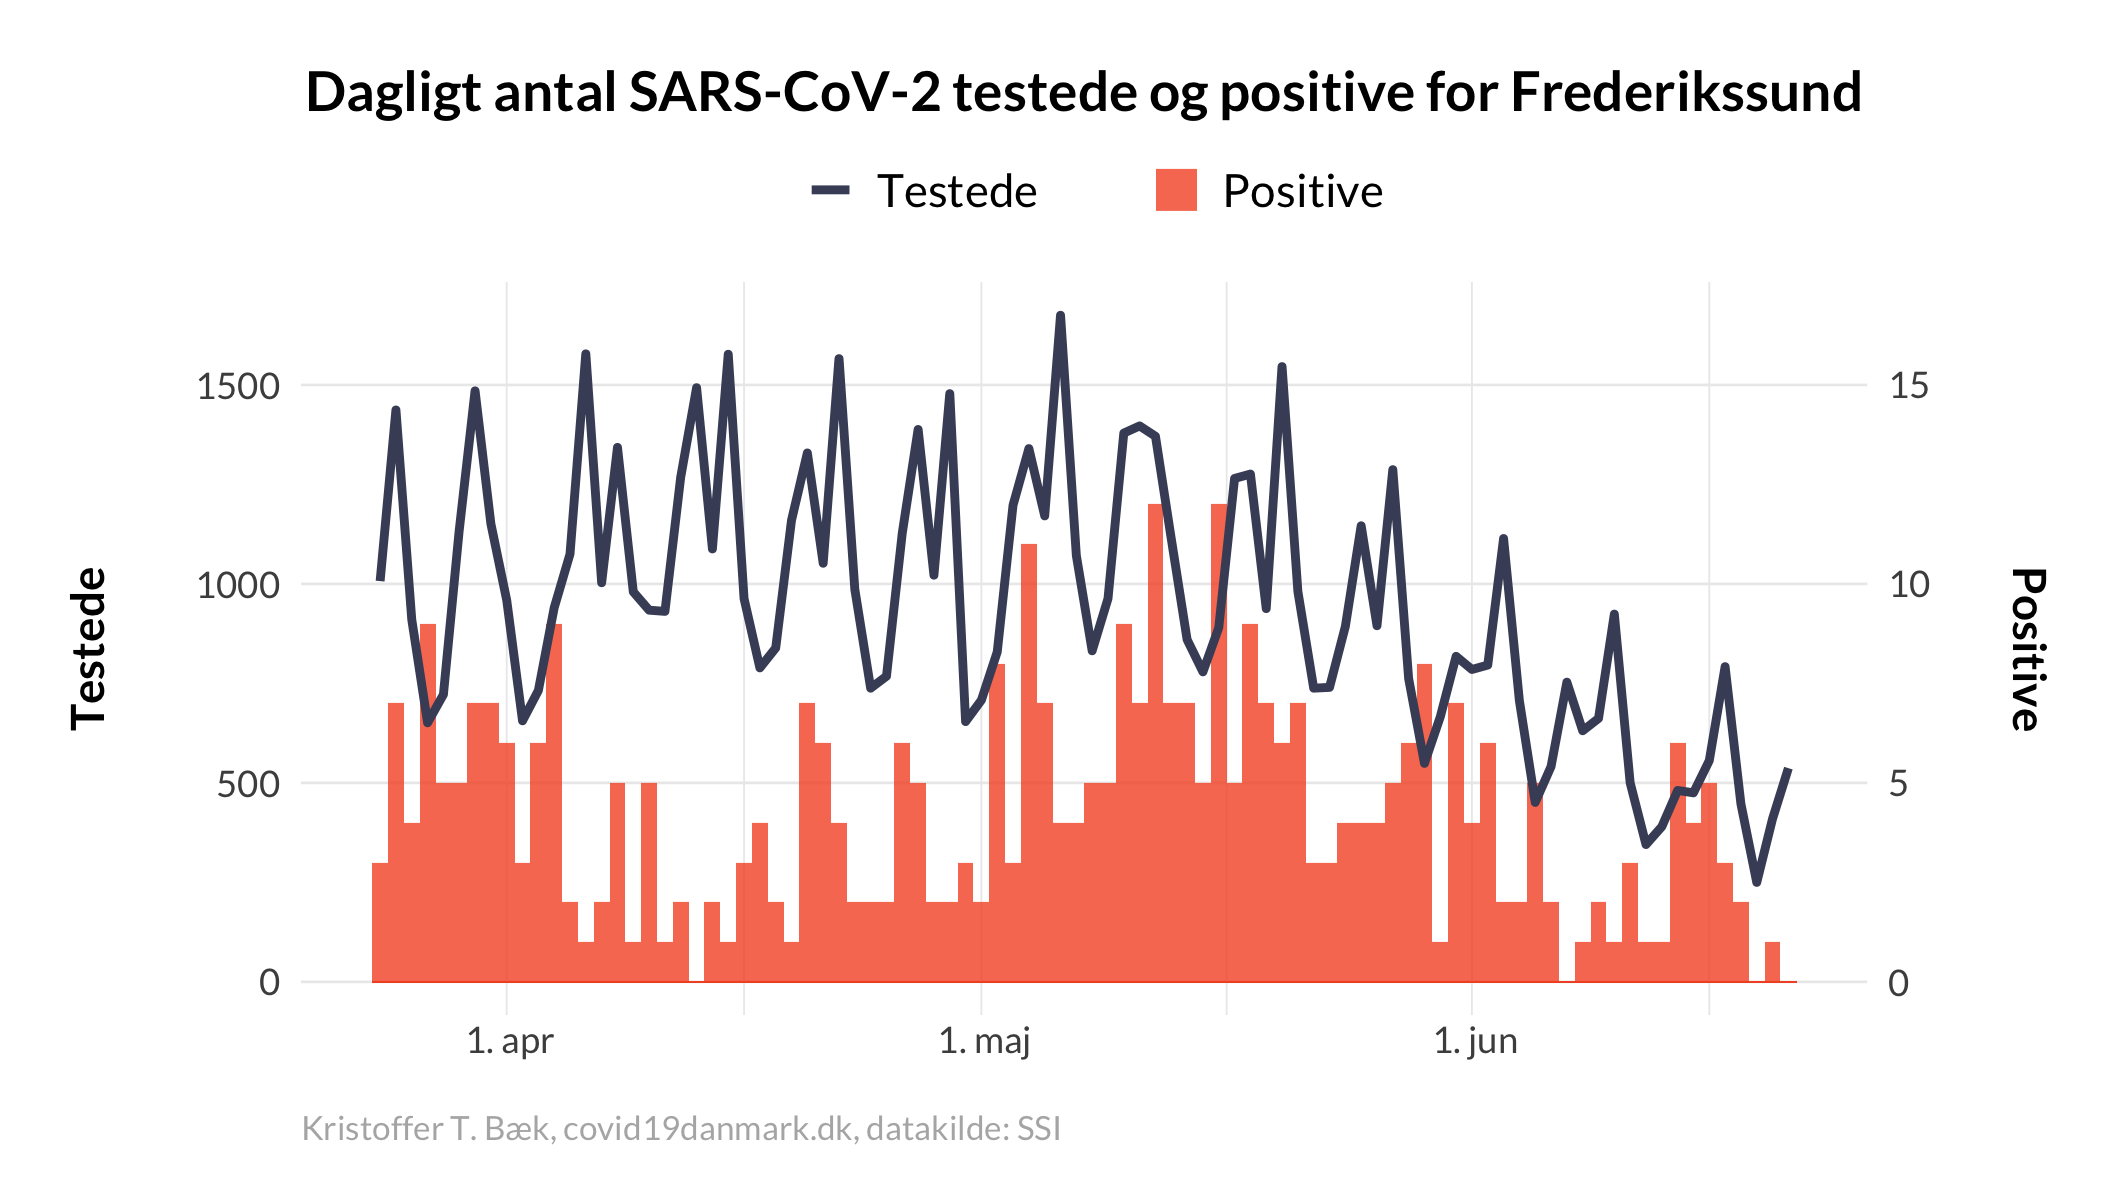 Dagligt antal SARS-CoV-2 testede og positive for Frederikssund
Testede
Positive
1500
1000
500
0
15
10
5
0
Testede
Positive
1. apr
1. maj
1. jun
Kristoffer T. Bæk, covid19danmark.dk, datakilde: SSI